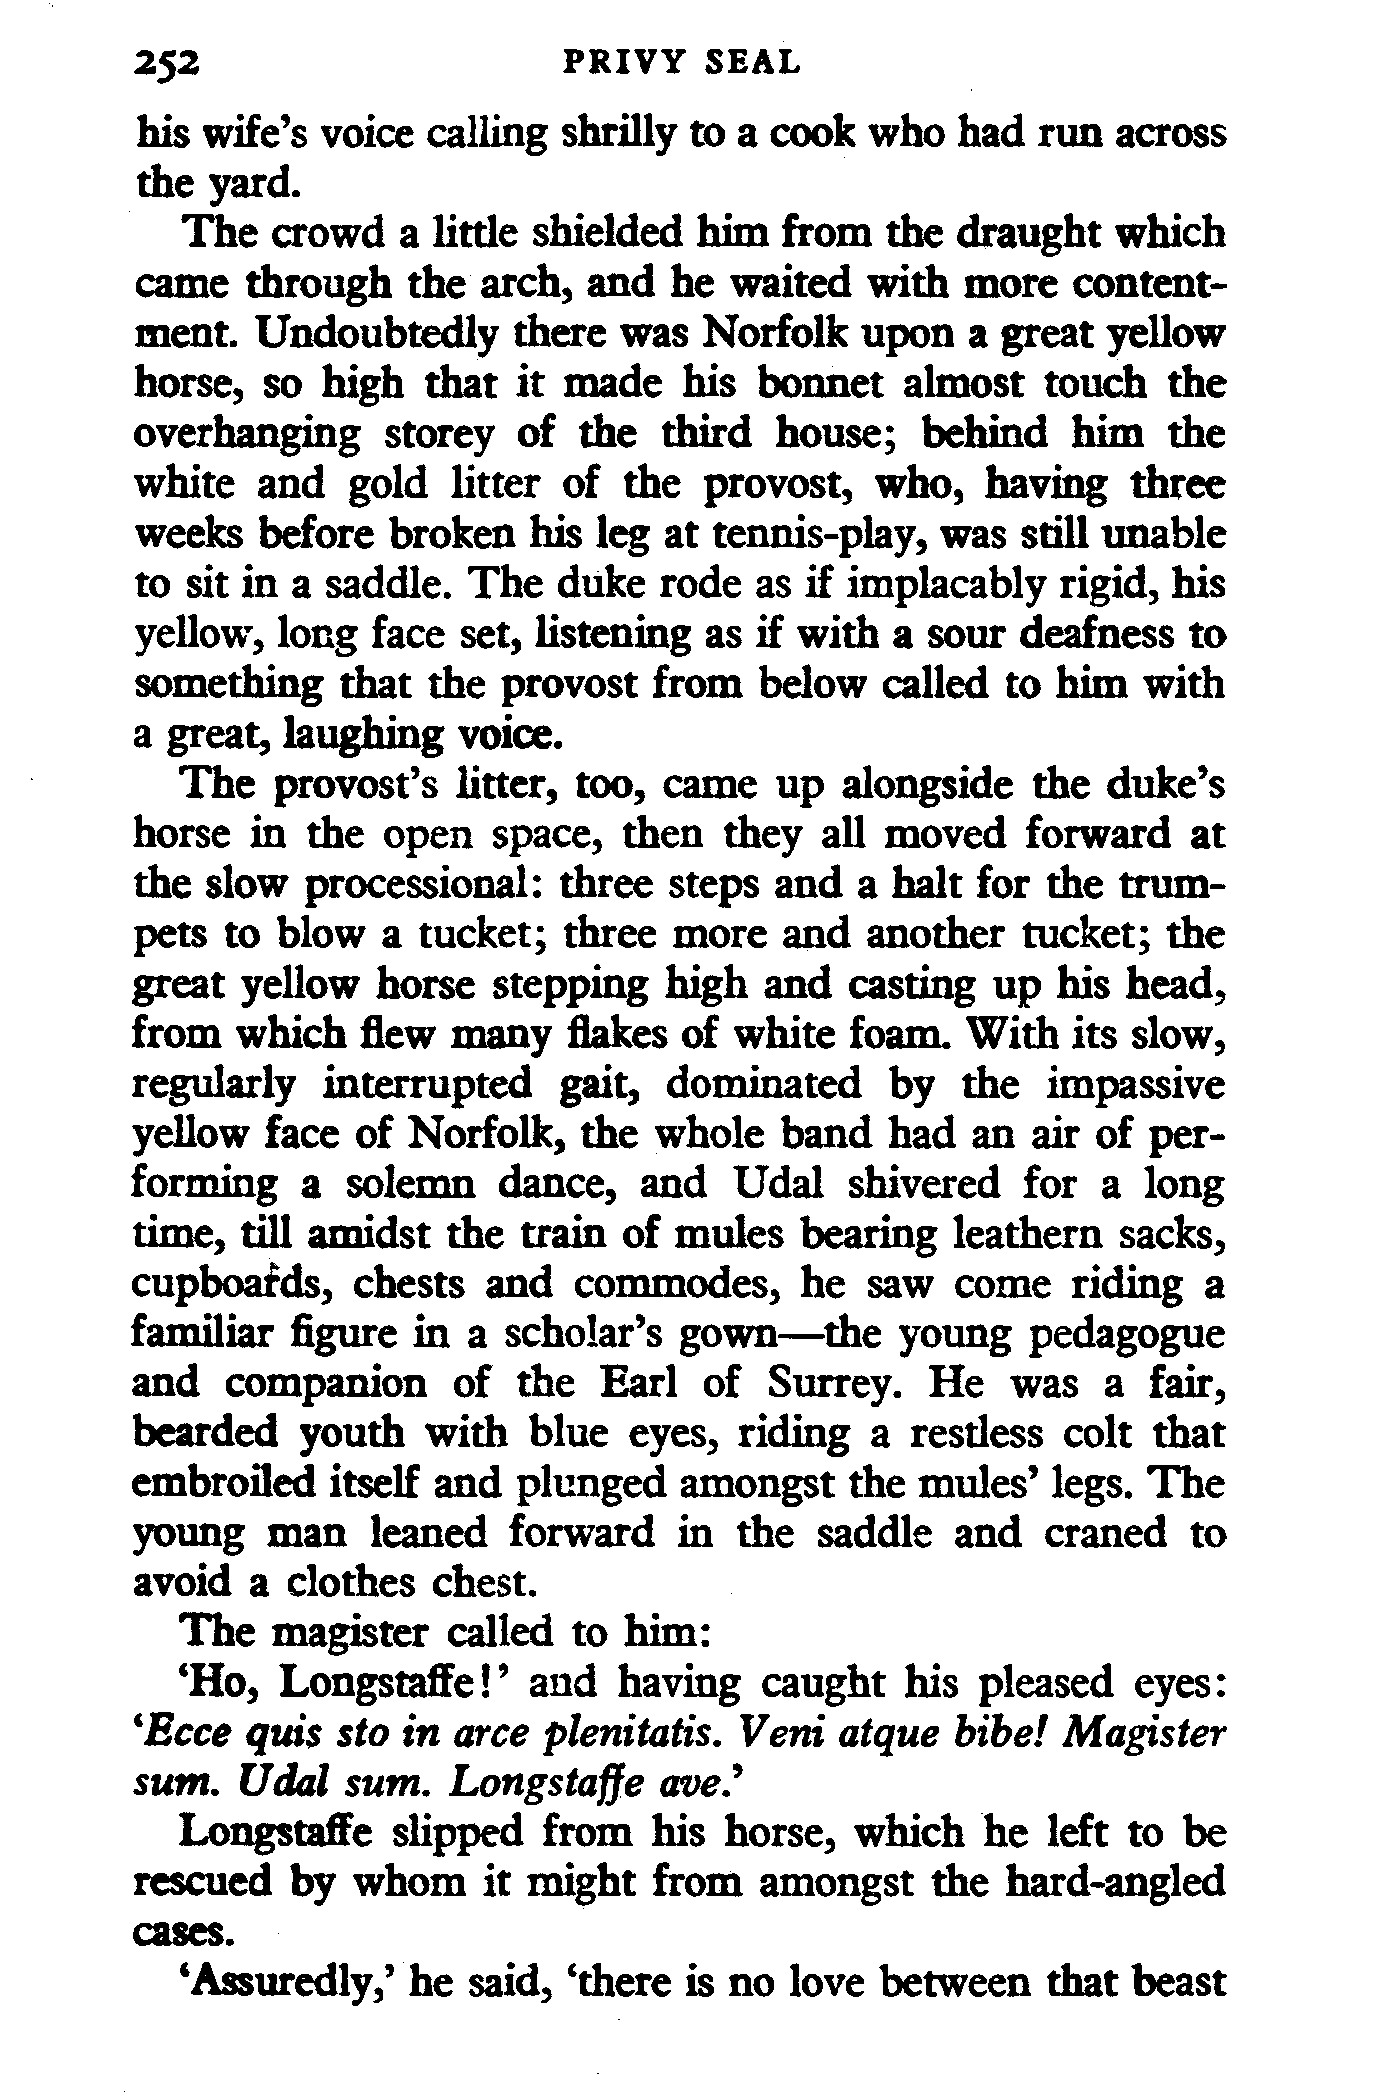 252 PRIVY SEAL
his wife’s voice calling shrilly to a cook who had run across
the yard.
The crowd a little shielded him from the draught which
came through the arch, and he waited with more content-
ment. Undoubtedly there was Norfolk upon a great yellow
horse, so high that it made his bonnet almost touch the
overhanging storey of the third house; behind him the
white and gold litter of the provost, who, having three
weeks before broken his leg at tennis-play, was still unable
to sit in a saddle. The duke rode as if implacably rigid, his
yellow, long face set, listening as if with a sour deafness to
something that the provost from below called to him with
a great, laughing voice.
The provost’s litter, too, came up alongside the duke’s
horse in the open space, then they all moved forward at
the slow processional: three steps and a halt for the trum-
pets to blow a tucket; three more and another tucket; the
great yellow horse stepping high and casting up his head,
from which flew many flakes of white foam. With its slow,
regularly interrupted gait, dominated by the impassive
yellow face of Norfolk, the whole band had an air of per-
forming a solemn dance, and Udal shivered for a long
time, till amidst the train of mules bearing leathern sacks,
cupboards, chests and commodes, he saw come riding a
familiar figure in a scholar’s gown—the young pedagogue
and companion of the Earl of Surrey. He was a fair,
bearded youth with blue eyes, riding a restless colt that
embroiled itself and plunged amongst the mules’ legs. The
young man leaned forward in the saddle and craned to
avoid a clothes chest.
The magister called to him:
‘Ho, Longstaffe!’ and having caught his pleased eyes:
‘Ecce quis sto in arce plenitatis. Veni atque bibe! Magister
sum. Udal sum. Longstaffe ave.’
Longstaffe slipped from his horse, which he left to be
rescued by whom it might from amongst the hard-angled
cases.
‘Assuredly,’ he said, ‘there is no love between that beast